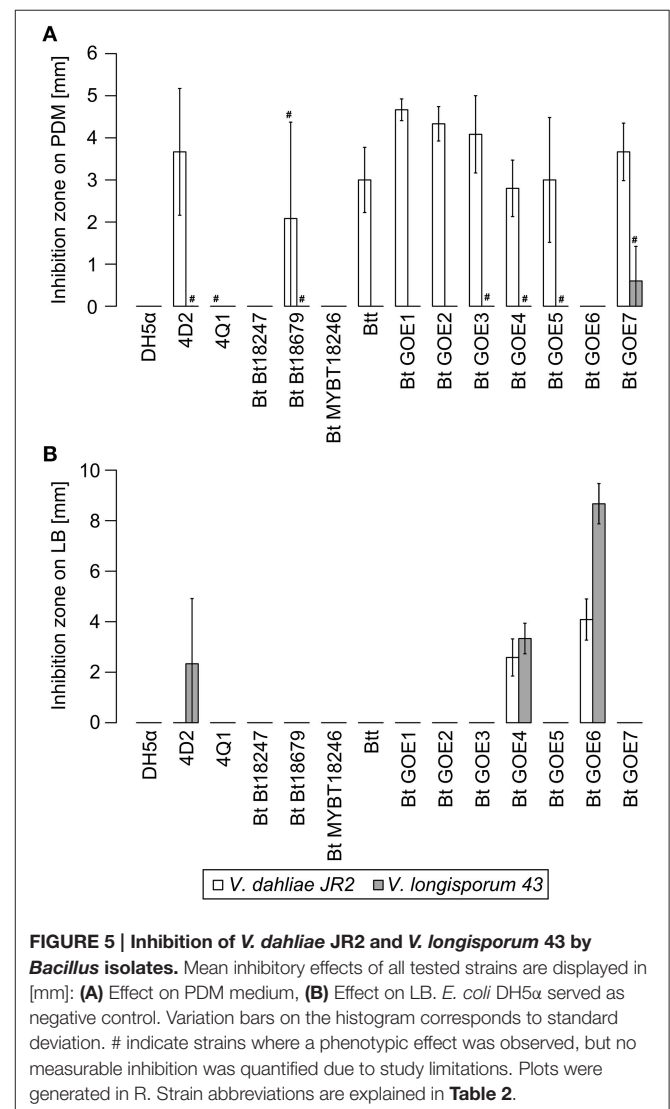 A
Inhibition zone on PDM [mm]
6
5
4
3
2
1
0
#
#
#
#
#
#
#
#
DH5α
4D2
4Q1
Bt Bt18247
Bt Bt18679
Bt MYBT18246
Btt
Bt GOE1
Bt GOE2
Bt GOE3
Bt GOE4
Bt GOE5
Bt GOE6
Bt GOE7
B
Inhibition zone on LB [mm]
10
8
6
4
2
0
DH5α
4D2
4Q1
Bt Bt18247
Bt Bt18679
Bt MYBT18246
Btt
Bt GOE1
Bt GOE2
Bt GOE3
Bt GOE4
Bt GOE5
Bt GOE6
Bt GOE7
V. dahliae JR2 V. longisporum 43
FIGURE 5 | Inhibition of V. dahliae JR2 and V. longisporum 43 by
Bacillus isolates. Mean inhibitory effects of all tested strains are displayed in
[mm]: (A) Effect on PDM medium, (B) Effect on LB. E. coli DH5α served as
negative control. Variation bars on the histogram corresponds to standard
deviation. # indicate strains where a phenotypic effect was observed, but no
measurable inhibition was quantified due to study limitations. Plots were
generated in R. Strain abbreviations are explained in Table 2.